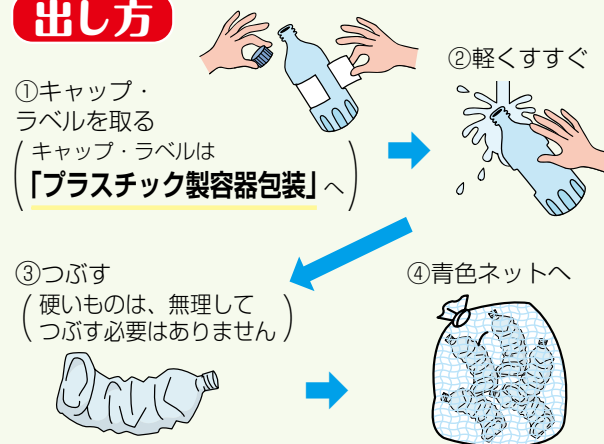 出し方
①キャップ・
ラベルを取る
(キャップ・ラベルは
「プラスチック製容器包装」へ)
②軽くすすぐ
③つぶす
(硬いものは、無理して
つぶす必要はありません)
④青色ネットへ